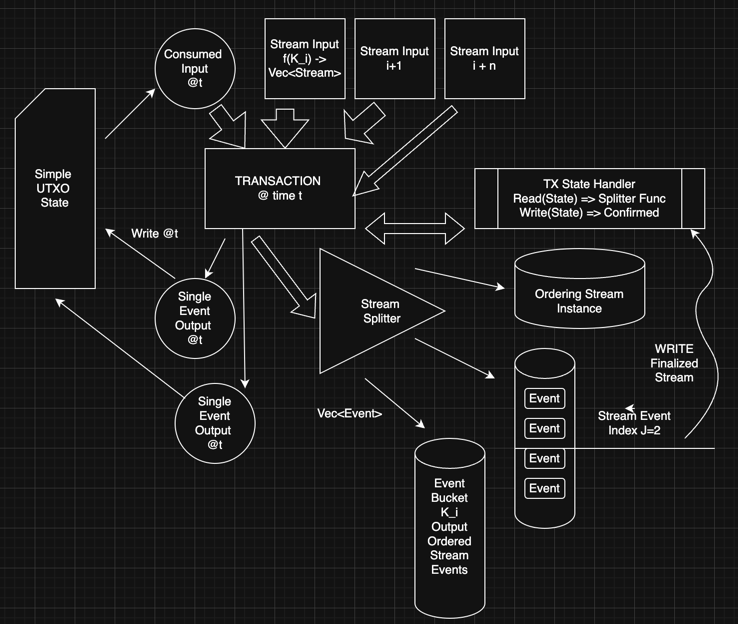 Consumed
Input
@t
Stream Input
f(K_i) ->
Vec<Stream>
Stream Input
i+1
Stream Input
i + n
Simple
UTXO
State
TRANSACTION
@ time t
TX State Handler
Read(State) => Splitter Func
Write(State) => Confirmed
Write @t
Single
Event
Output
@t
Stream
Splitter
Ordering Stream
Instance
WRITE
Finalized
Stream
Single
Event
Output
@t
Vec<Event>
Event
Event
Event
Event
Stream Event
Index J=2
Event
Bucket
K_i
Output
Ordered
Stream
Events